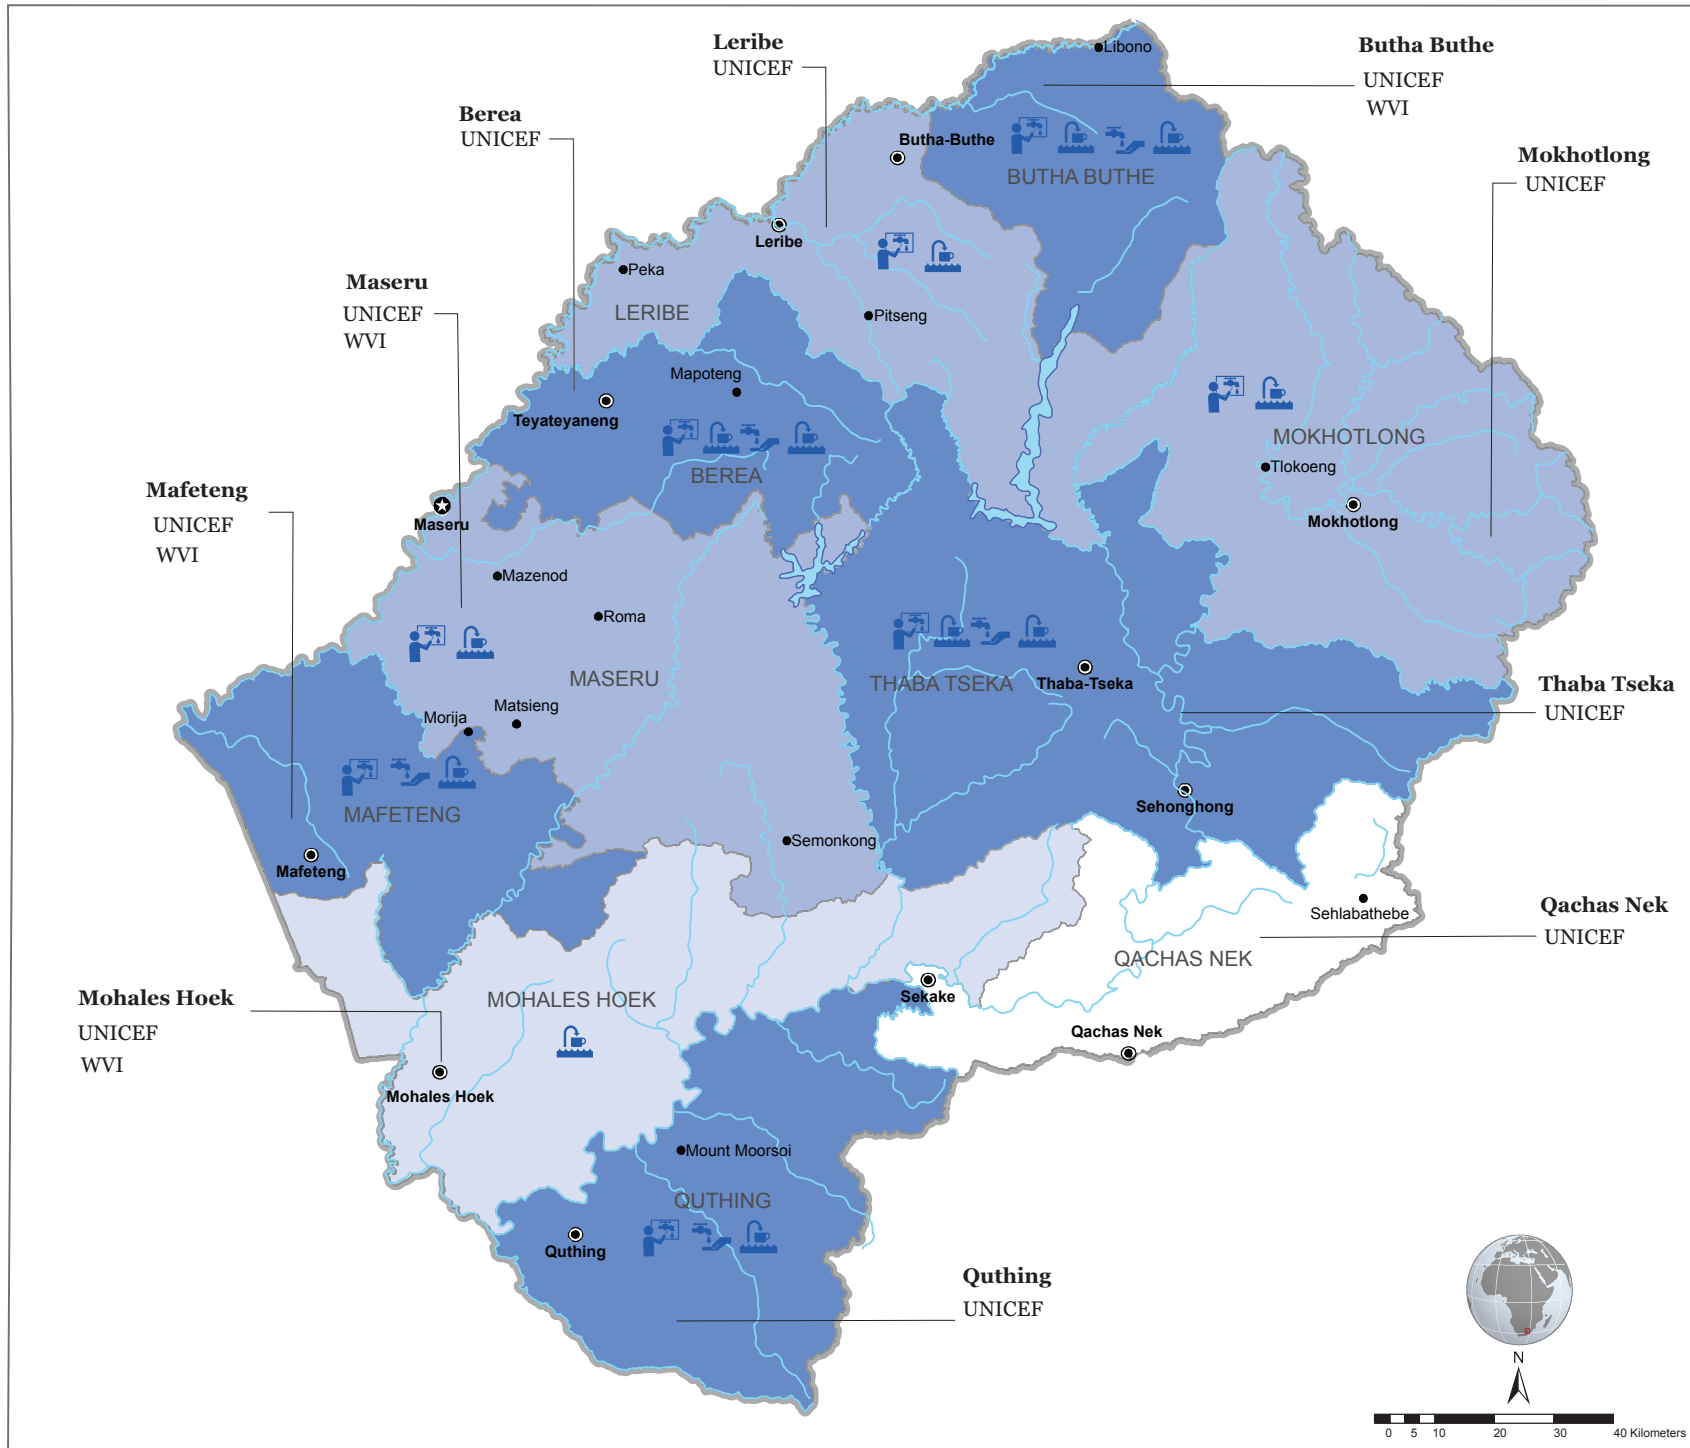 Leribe
UNICEF
Butha Buthe
UNICEF
WVI
Berea
UNICEF
Mokhotlong
UNICEF
Maseru
UNICEF
WVI
Mafeteng
UNICEF
WVI
Thaba Tseka
UNICEF
Qachas Nek
UNICEF
Mohales Hoek
UNICEF
WVI
Quthing
UNICEF
Libono
Butha-Buthe
BUTHA BUTHE
Leribe
Peka
LERIBE
Pitseng
Mapoteng
Teyateyaneng
BEREA
MOKHOTLONG
Tlokoeng
Mokhotlong
Maseru
Mazenod
Roma
MASERU
THABA TSEKA
Thaba-Tseka
Matsieng
Morija
MAFETENG
Sehonghong
Semonkong
Mafeteng
Sehlabathebe
QACHAS NEK
Sekake
MOHALES HOEK
Qachas Nek
Mohales Hoek
Mount Moorsoi
QUTHING
Quthing
N
0 5 10 20 30 40 Kilometers